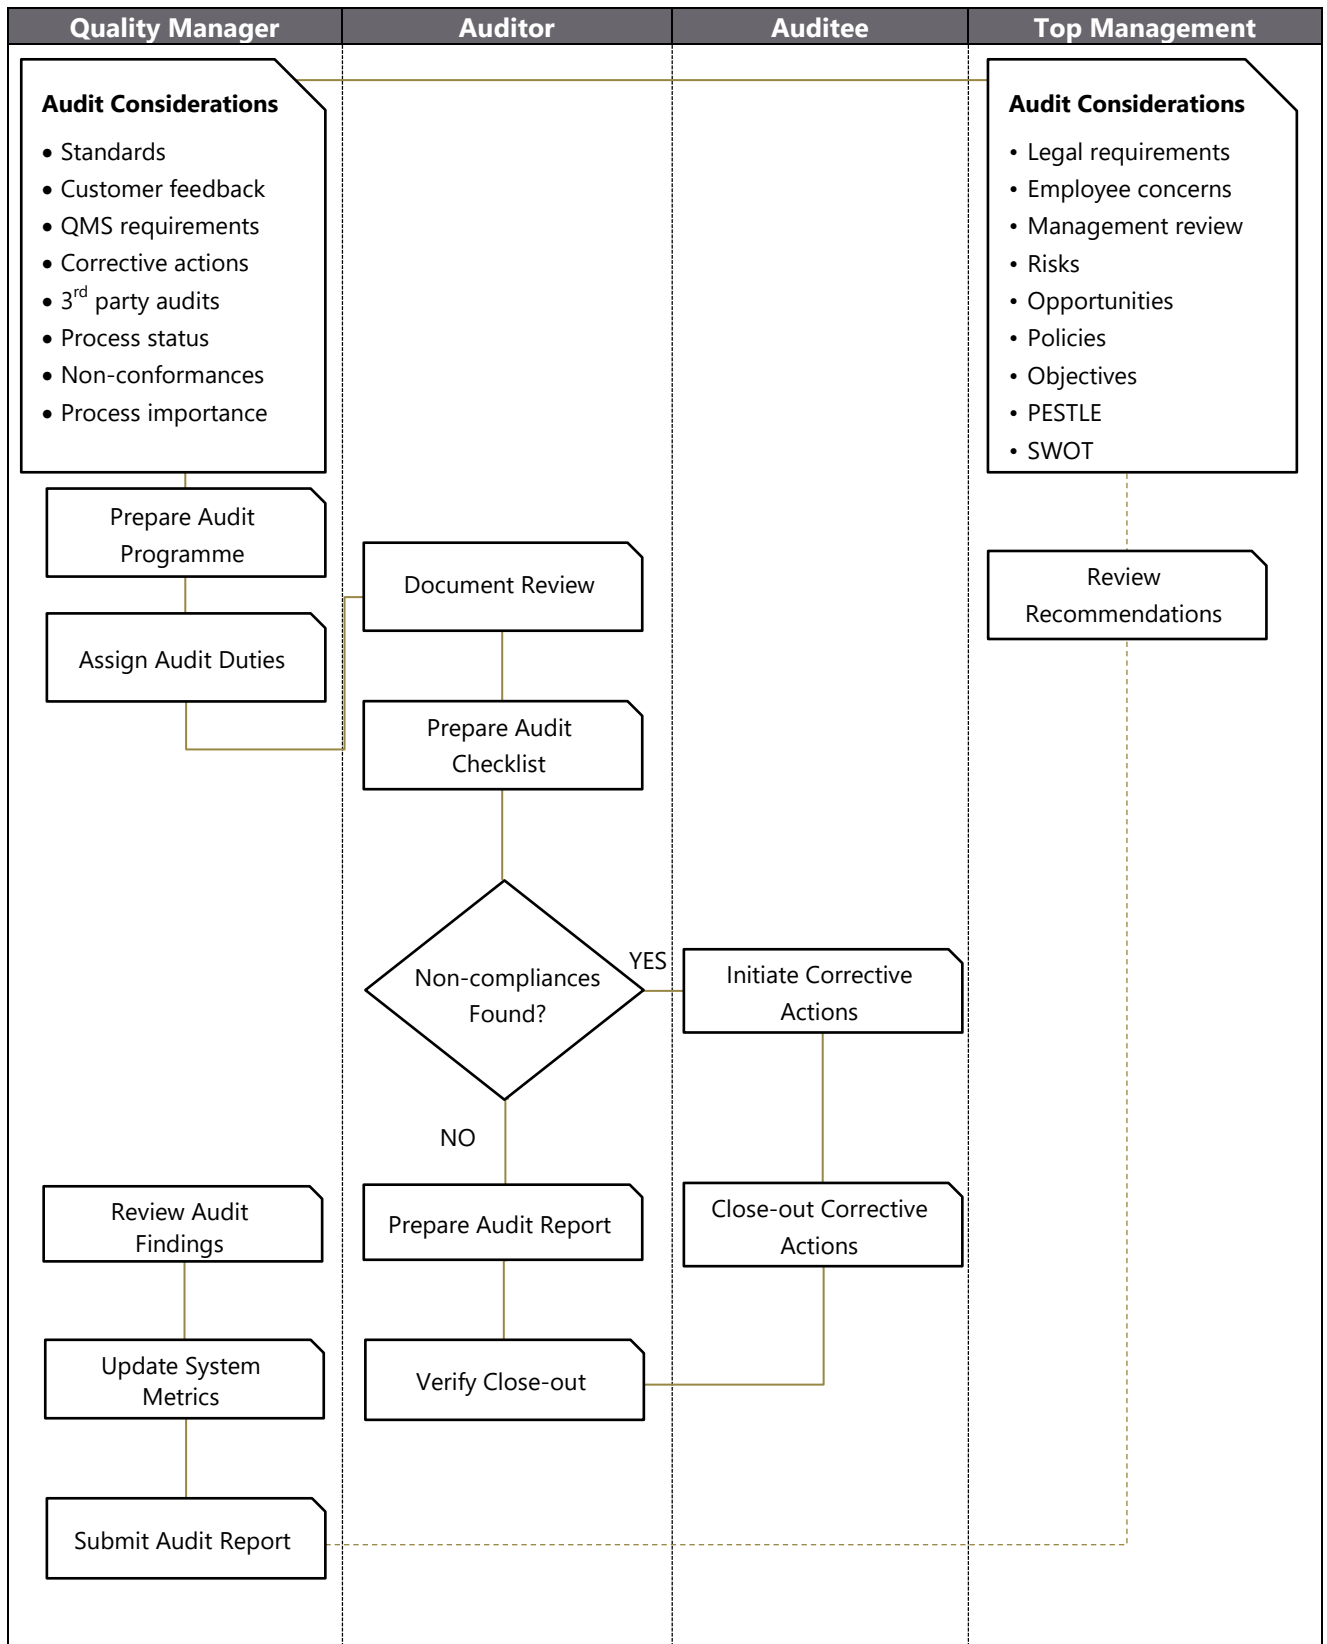 Quality Manager
Auditor
Auditee
Top Management
Audit Considerations
• Standards
• Customer feedback
• QMS requirements
• Corrective actions
• 3rd party audits
• Process status
• Non-conformances
• Process importance
Audit Considerations
• Legal requirements
• Employee concerns
• Management review
• Risks
• Opportunities
• Policies
• Objectives
• PESTLE
• SWOT
Prepare Audit
Programme
Assign Audit Duties
Document Review
Prepare Audit
Checklist
Review
Recommendations
Non-compliances
Found?
YES
NO
Initiate Corrective
Actions
Close-out Corrective
Actions
Prepare Audit Report
Verify Close-out
Review Audit
Findings
Update System
Metrics
Submit Audit Report